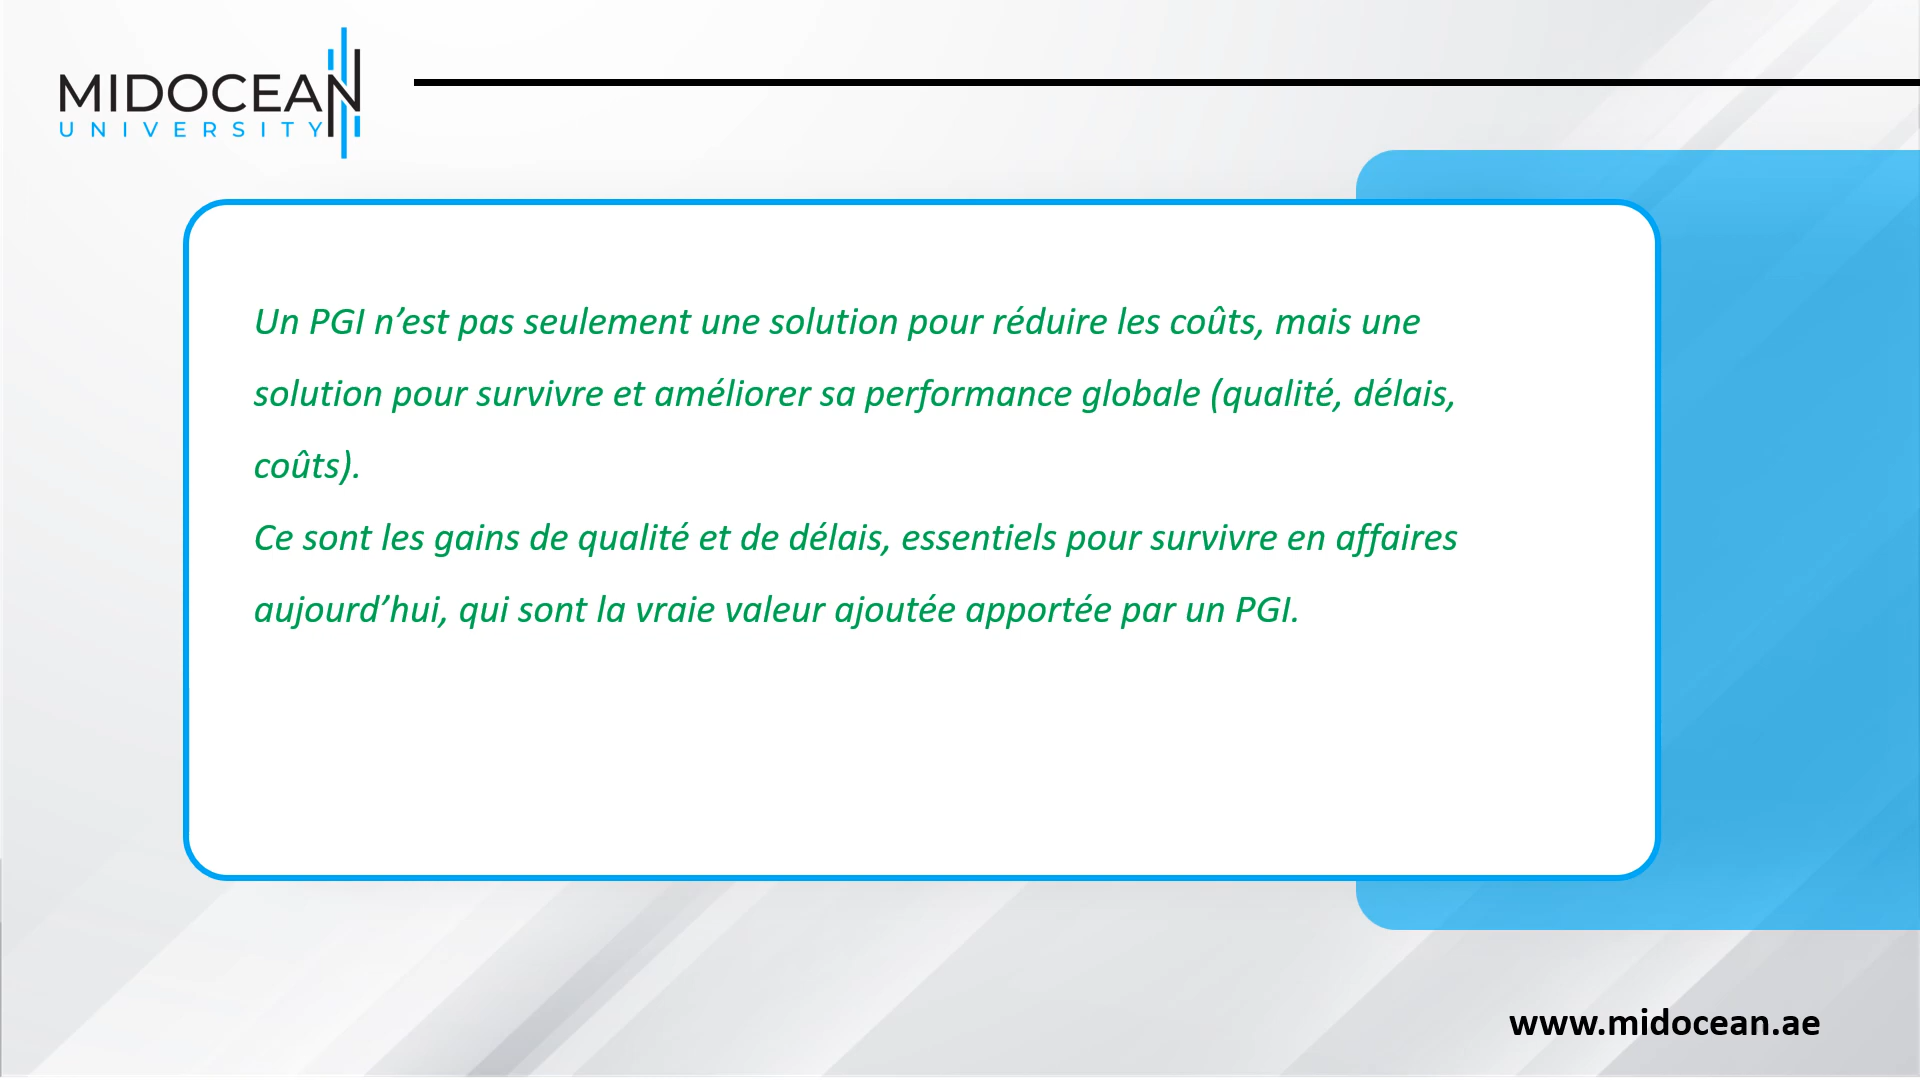 MIDOCEAN
UNIVERSITY
Un PGI n’est pas seulement une solution pour réduire les coûts, mais une
solution pour survivre et améliorer sa performance globale (qualité, délais,
coûts).
Ce sont les gains de qualité et de délais, essentiels pour survivre en affaires
aujourd’hui, qui sont la vraie valeur ajoutée apportée par un PGI.
www.midocean.ae